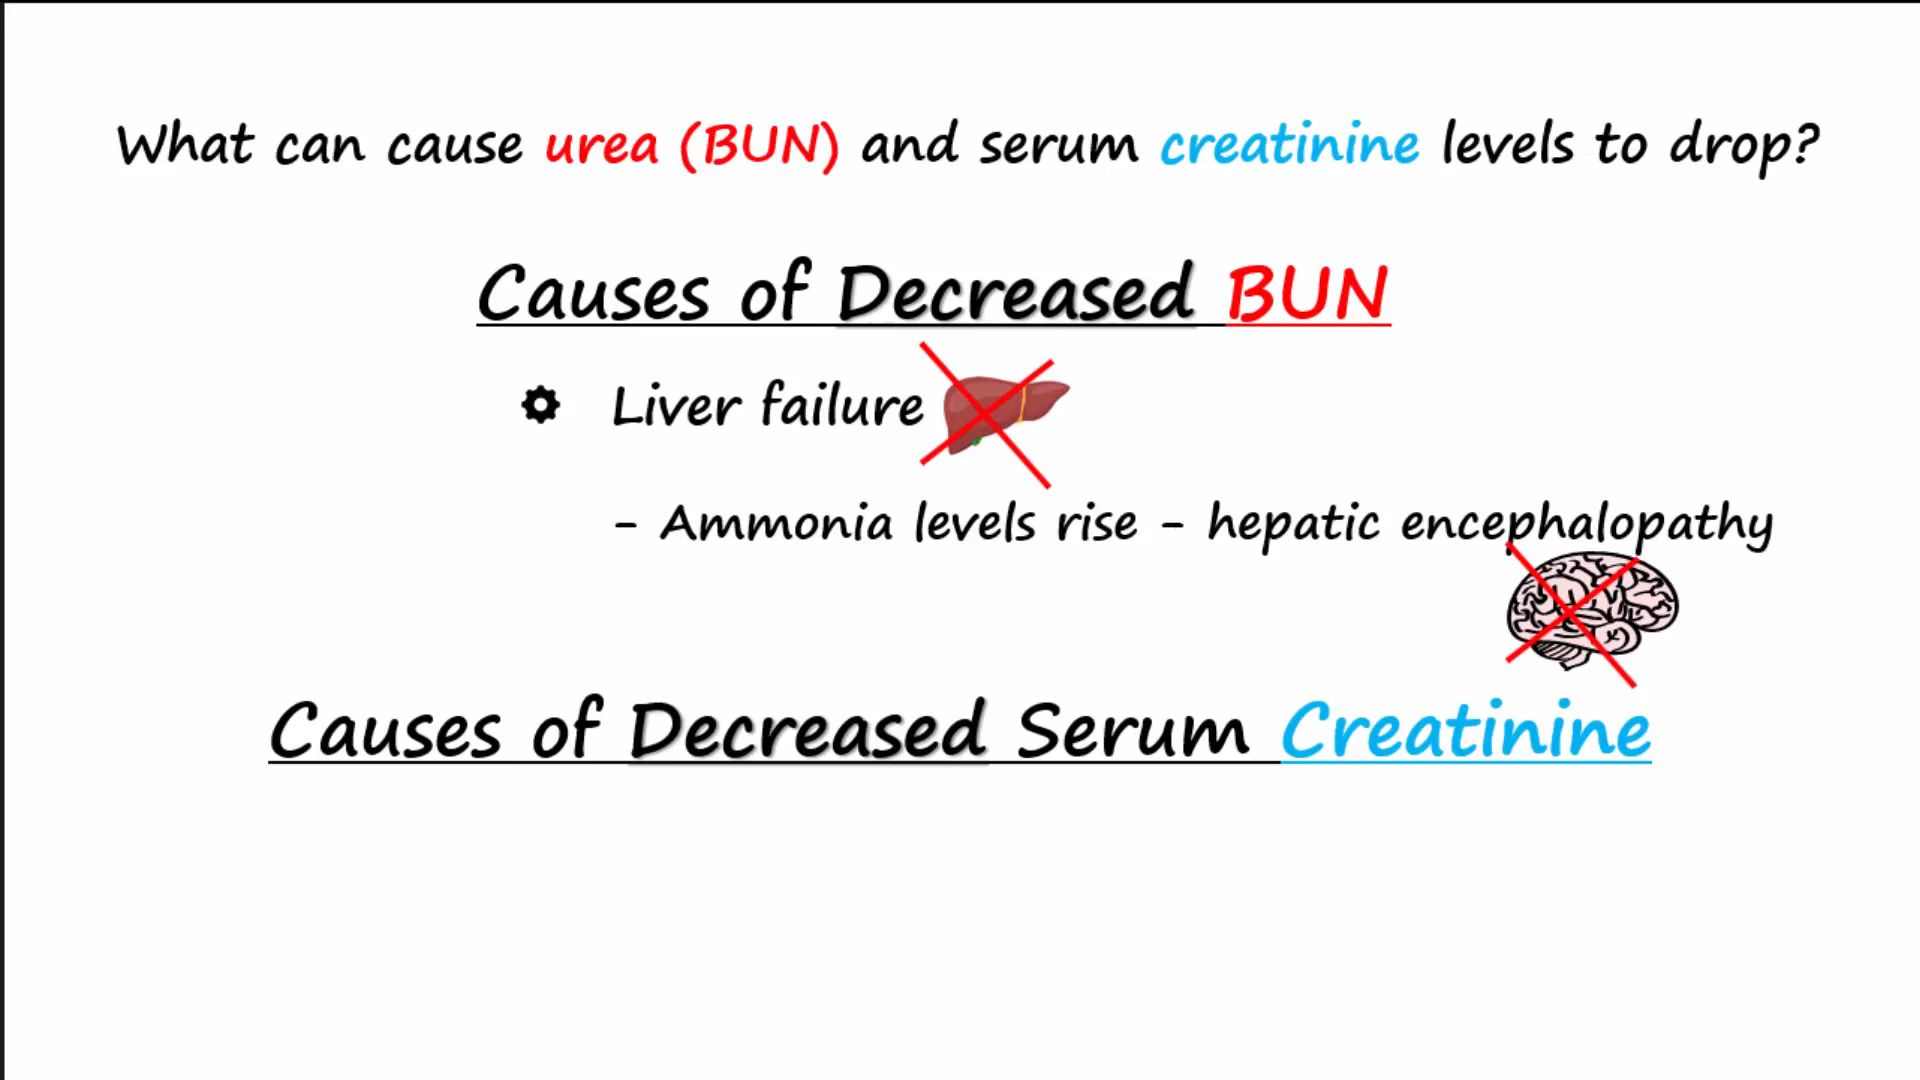 What can cause urea (BUN) and serum creatinine levels to drop?
Causes of Decreased BUN
Liver failure
- Ammonia levels rise - hepatic encephalopathy
Causes of Decreased Serum Creatinine